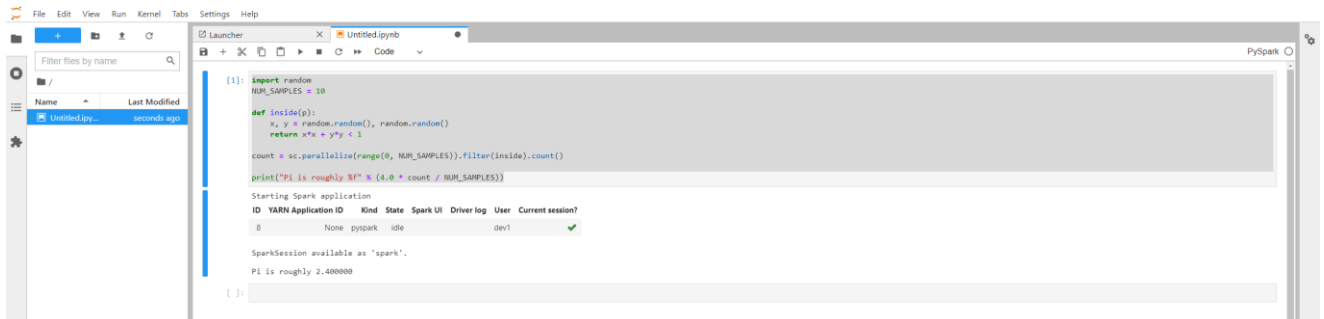 File Edit View Run Kernel Tabs Settings Help
Launcher
Untitled.ipynb
Code
PySpark
Filter files by name
/
Name Last Modified
Untitled.ipy... seconds ago
[1]: import random
NUM_SAMPLES = 10
def inside(p):
x, y = random.random(), random.random()
return x*x + y*y < 1
count = sc.parallelize(range(0, NUM_SAMPLES)).filter(inside).count()
print("Pi is roughly %f" % (4.0 * count / NUM_SAMPLES))
Starting Spark application
ID YARN Application ID Kind State Spark UI Driver log User Current session?
8 None pyspark idle dev1 ✔
SparkSession available as 'spark'.
Pi is roughly 2.400000
[ ]: